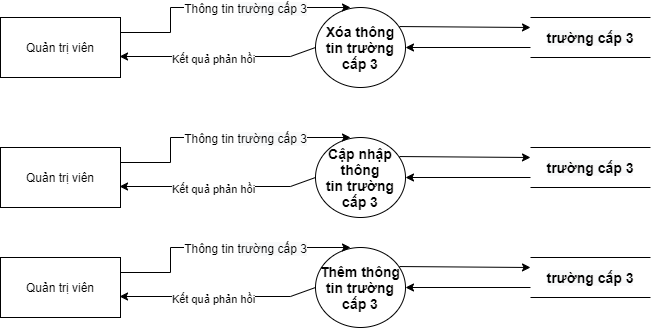 Thông tin trường cấp 3
Quản trị viên
Kết quả phản hồi
Xóa thông
tin trường
cấp 3
trường cấp 3
Thông tin trường cấp 3
Quản trị viên
Kết quả phản hồi
Cập nhập
thông
tin trường
cấp 3
trường cấp 3
Thông tin trường cấp 3
Quản trị viên
Kết quả phản hồi
Thêm thông
tin trường
cấp 3
trường cấp 3